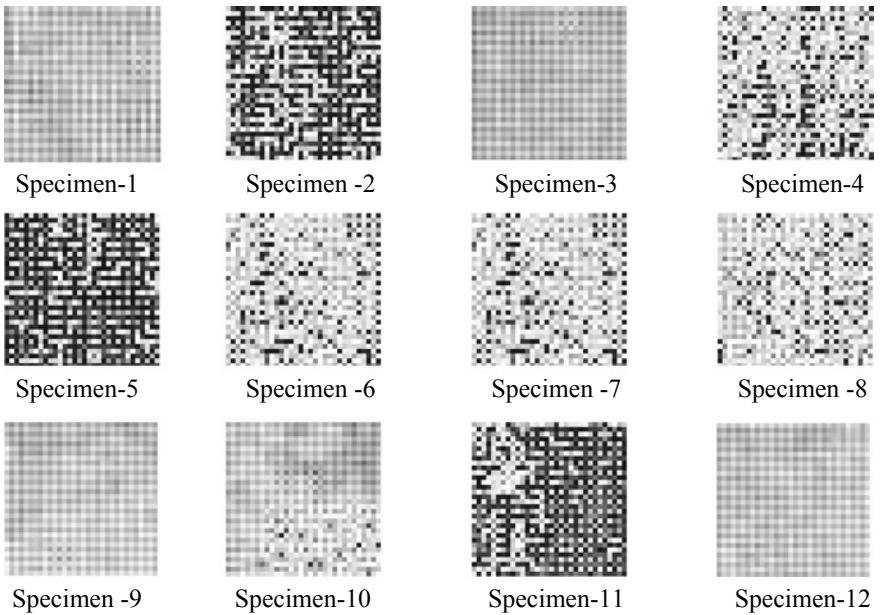 Specimen-1 Specimen -2 Specimen-3 Specimen-4
Specimen-5 Specimen -6 Specimen -7 Specimen -8
Specimen -9 Specimen-10 Specimen-11 Specimen-12